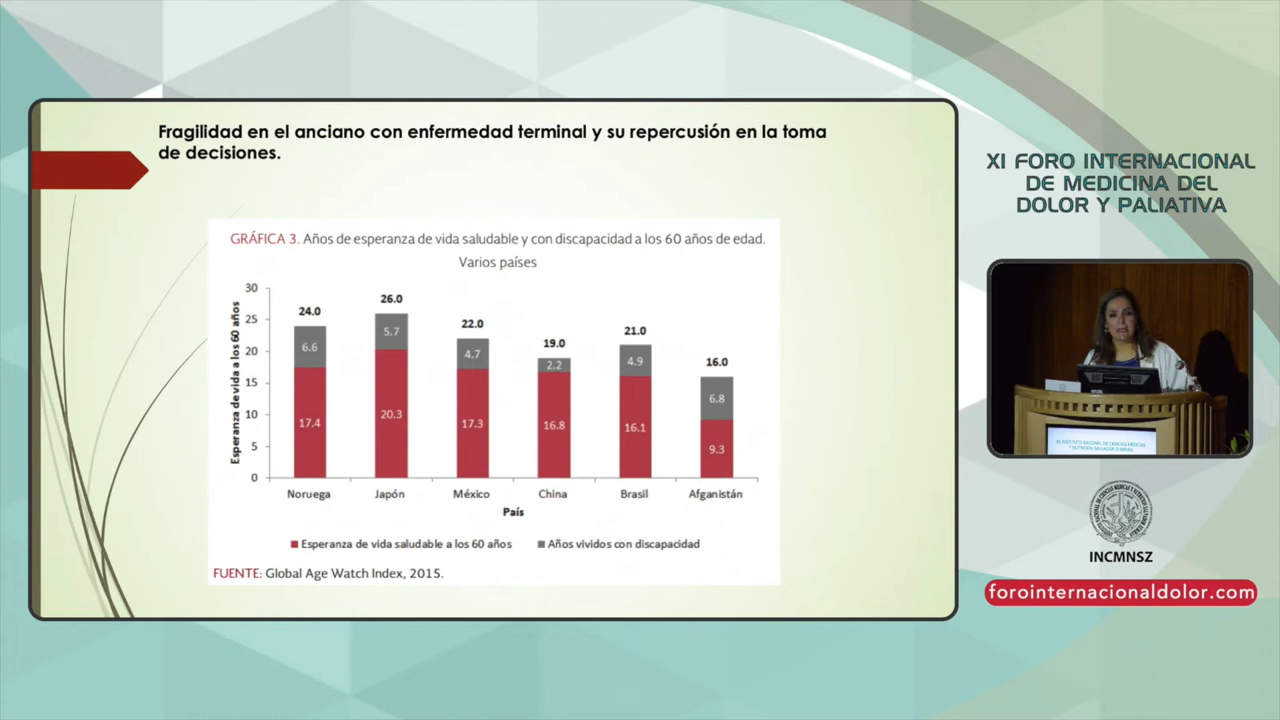 Fragilidad en el anciano con enfermedad terminal y su repercusión en la toma
de decisiones.
GRÁFICA 3. Años de esperanza de vida saludable y con discapacidad a los 60 años de edad.
Varios países
Esperanza de vida a los 60 años
30
25
20
15
10
5
0
24.0
26.0
22.0
19.0
21.0
16.0
6.6
5.7
4.7
2.2
4.9
6.8
17.4
20.3
17.3
16.8
16.1
9.3
Noruega
Japón
México
China
Brasil
Afganistán
País
Esperanza de vida saludable a los 60 años
Años vividos con discapacidad
FUENTE: Global Age Watch Index, 2015.
XI FORO INTERNACIONAL
DE MEDICINA DEL
DOLOR Y PALIATIVA
EL INSTITUTO NACIONAL DE CIENCIAS MÉDICAS
INCMNSZ
forointernacionaldolor.com